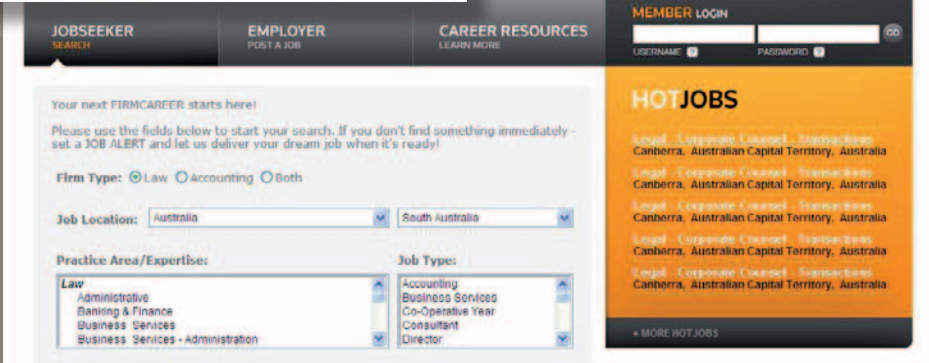 JOBSEEKER
SEARCH
EMPLOYER
POST A JOB
CAREER RESOURCES
LEARN MORE
MEMBER LOGIN
GO
USERNAME ?
PASSWORD ?
Your next FIRMCAREER starts here!
Please use the fields below to start your search. If you don't find something immediately -
set a JOB ALERT and let us deliver your dream job when it's ready!
Firm Type: Law Accounting Both
Job Location: Australia South Australia
Practice Area/Expertise:
Law
Administrative
Banking & Finance
Business Services
Business Services - Administration
Job Type:
Accounting
Business Services
Co-Operative Year
Consultant
Director
HOTJOBS
Legal - Corporate Counsel - Transactions
Canberra, Australian Capital Territory, Australia
Legal - Corporate Counsel - Transactions
Canberra, Australian Capital Territory, Australia
Legal - Corporate Counsel - Transactions
Canberra, Australian Capital Territory, Australia
Legal - Corporate Counsel - Transactions
Canberra, Australian Capital Territory, Australia
Legal - Corporate Counsel - Transactions
Canberra, Australian Capital Territory, Australia
+ MORE HOTJOBS